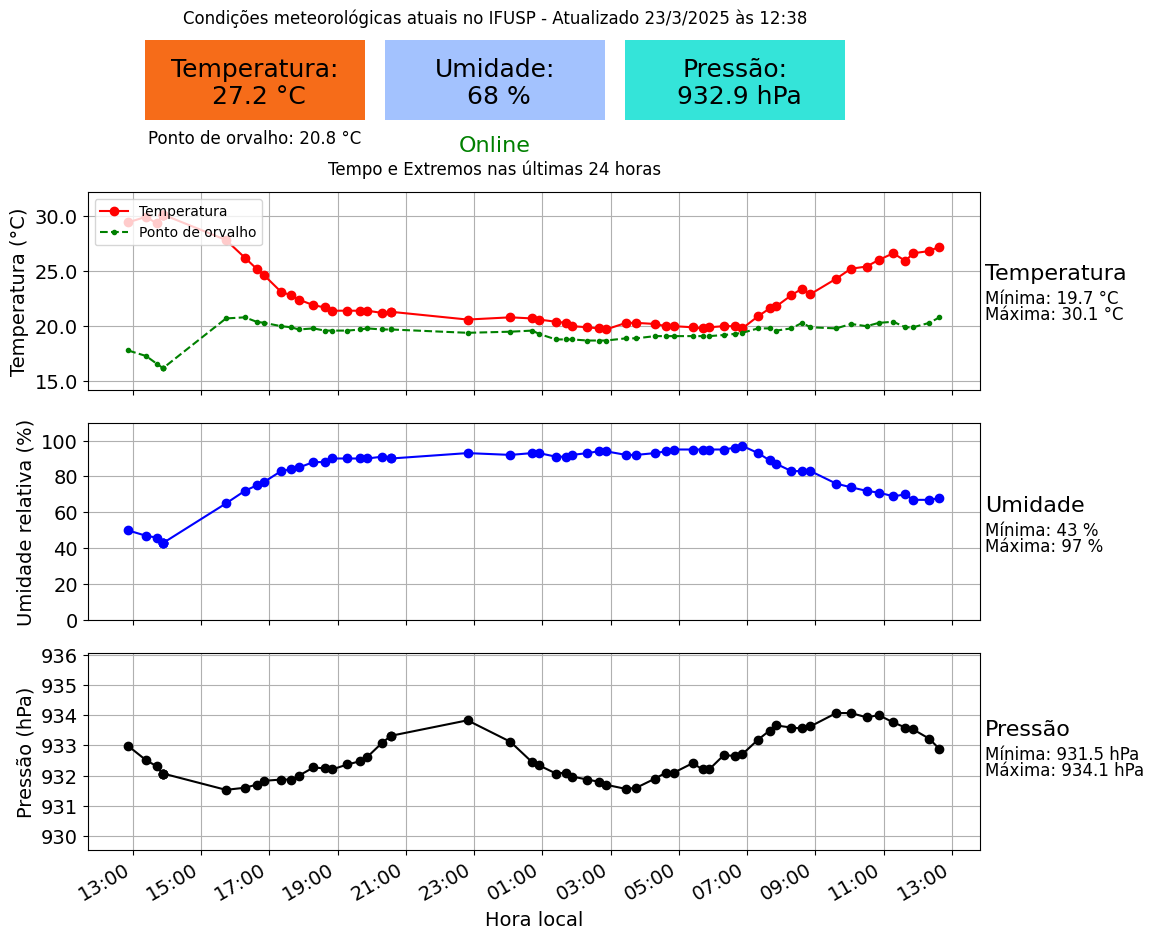 Condições meteorológicas atuais no IFUSP - Atualizado 23/3/2025 às 12:38
Temperatura:
27.2 °C
Umidade:
68 %
Pressão:
932.9 hPa
Ponto de orvalho: 20.8 °C
Online
Tempo e Extremos nas últimas 24 horas
Temperatura (°C)
30.0
25.0
20.0
15.0
Temperatura
Ponto de orvalho
Temperatura
Mínima: 19.7 °C
Máxima: 30.1 °C
Umidade relativa (%)
100
80
60
40
20
0
Umidade
Mínima: 43 %
Máxima: 97 %
Pressão (hPa)
936
935
934
933
932
931
930
Pressão
Mínima: 931.5 hPa
Máxima: 934.1 hPa
13:00 15:00 17:00 19:00 21:00 23:00 01:00 03:00 05:00 07:00 09:00 11:00 13:00
Hora local